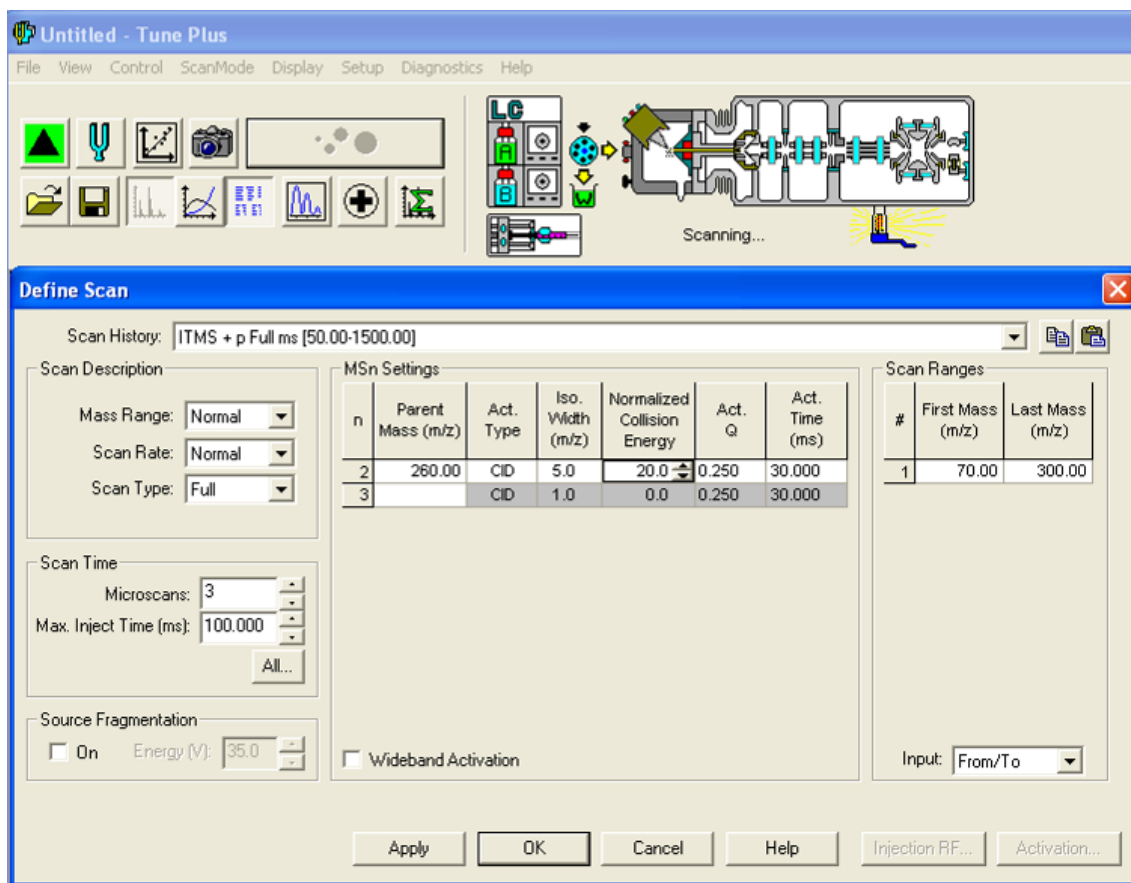 Untitled - Tune Plus
File View Control ScanMode Display Setup Diagnostics Help
LC
A
B
W
Scanning...
Define Scan
Scan History: ITMS + p Full ms [50.00-1500.00]
Scan Description
Mass Range: Normal
Scan Rate: Normal
Scan Type: Full
Scan Time
Microscans: 3
Max. Inject Time (ms): 100.000
All...
Source Fragmentation
On Energy (V): 35.0
MSn Settings
n Parent Mass (m/z) Act. Type Iso. Width (m/z) Normalized Collision Energy Act. Q Act. Time (ms)
2 260.00 CID 5.0 20.0 0.250 30.000
3 CID 1.0 0.0 0.250 30.000
Wideband Activation
Scan Ranges
# First Mass (m/z) Last Mass (m/z)
1 70.00 300.00
Input: From/To
Apply OK Cancel Help Injection RF... Activation...